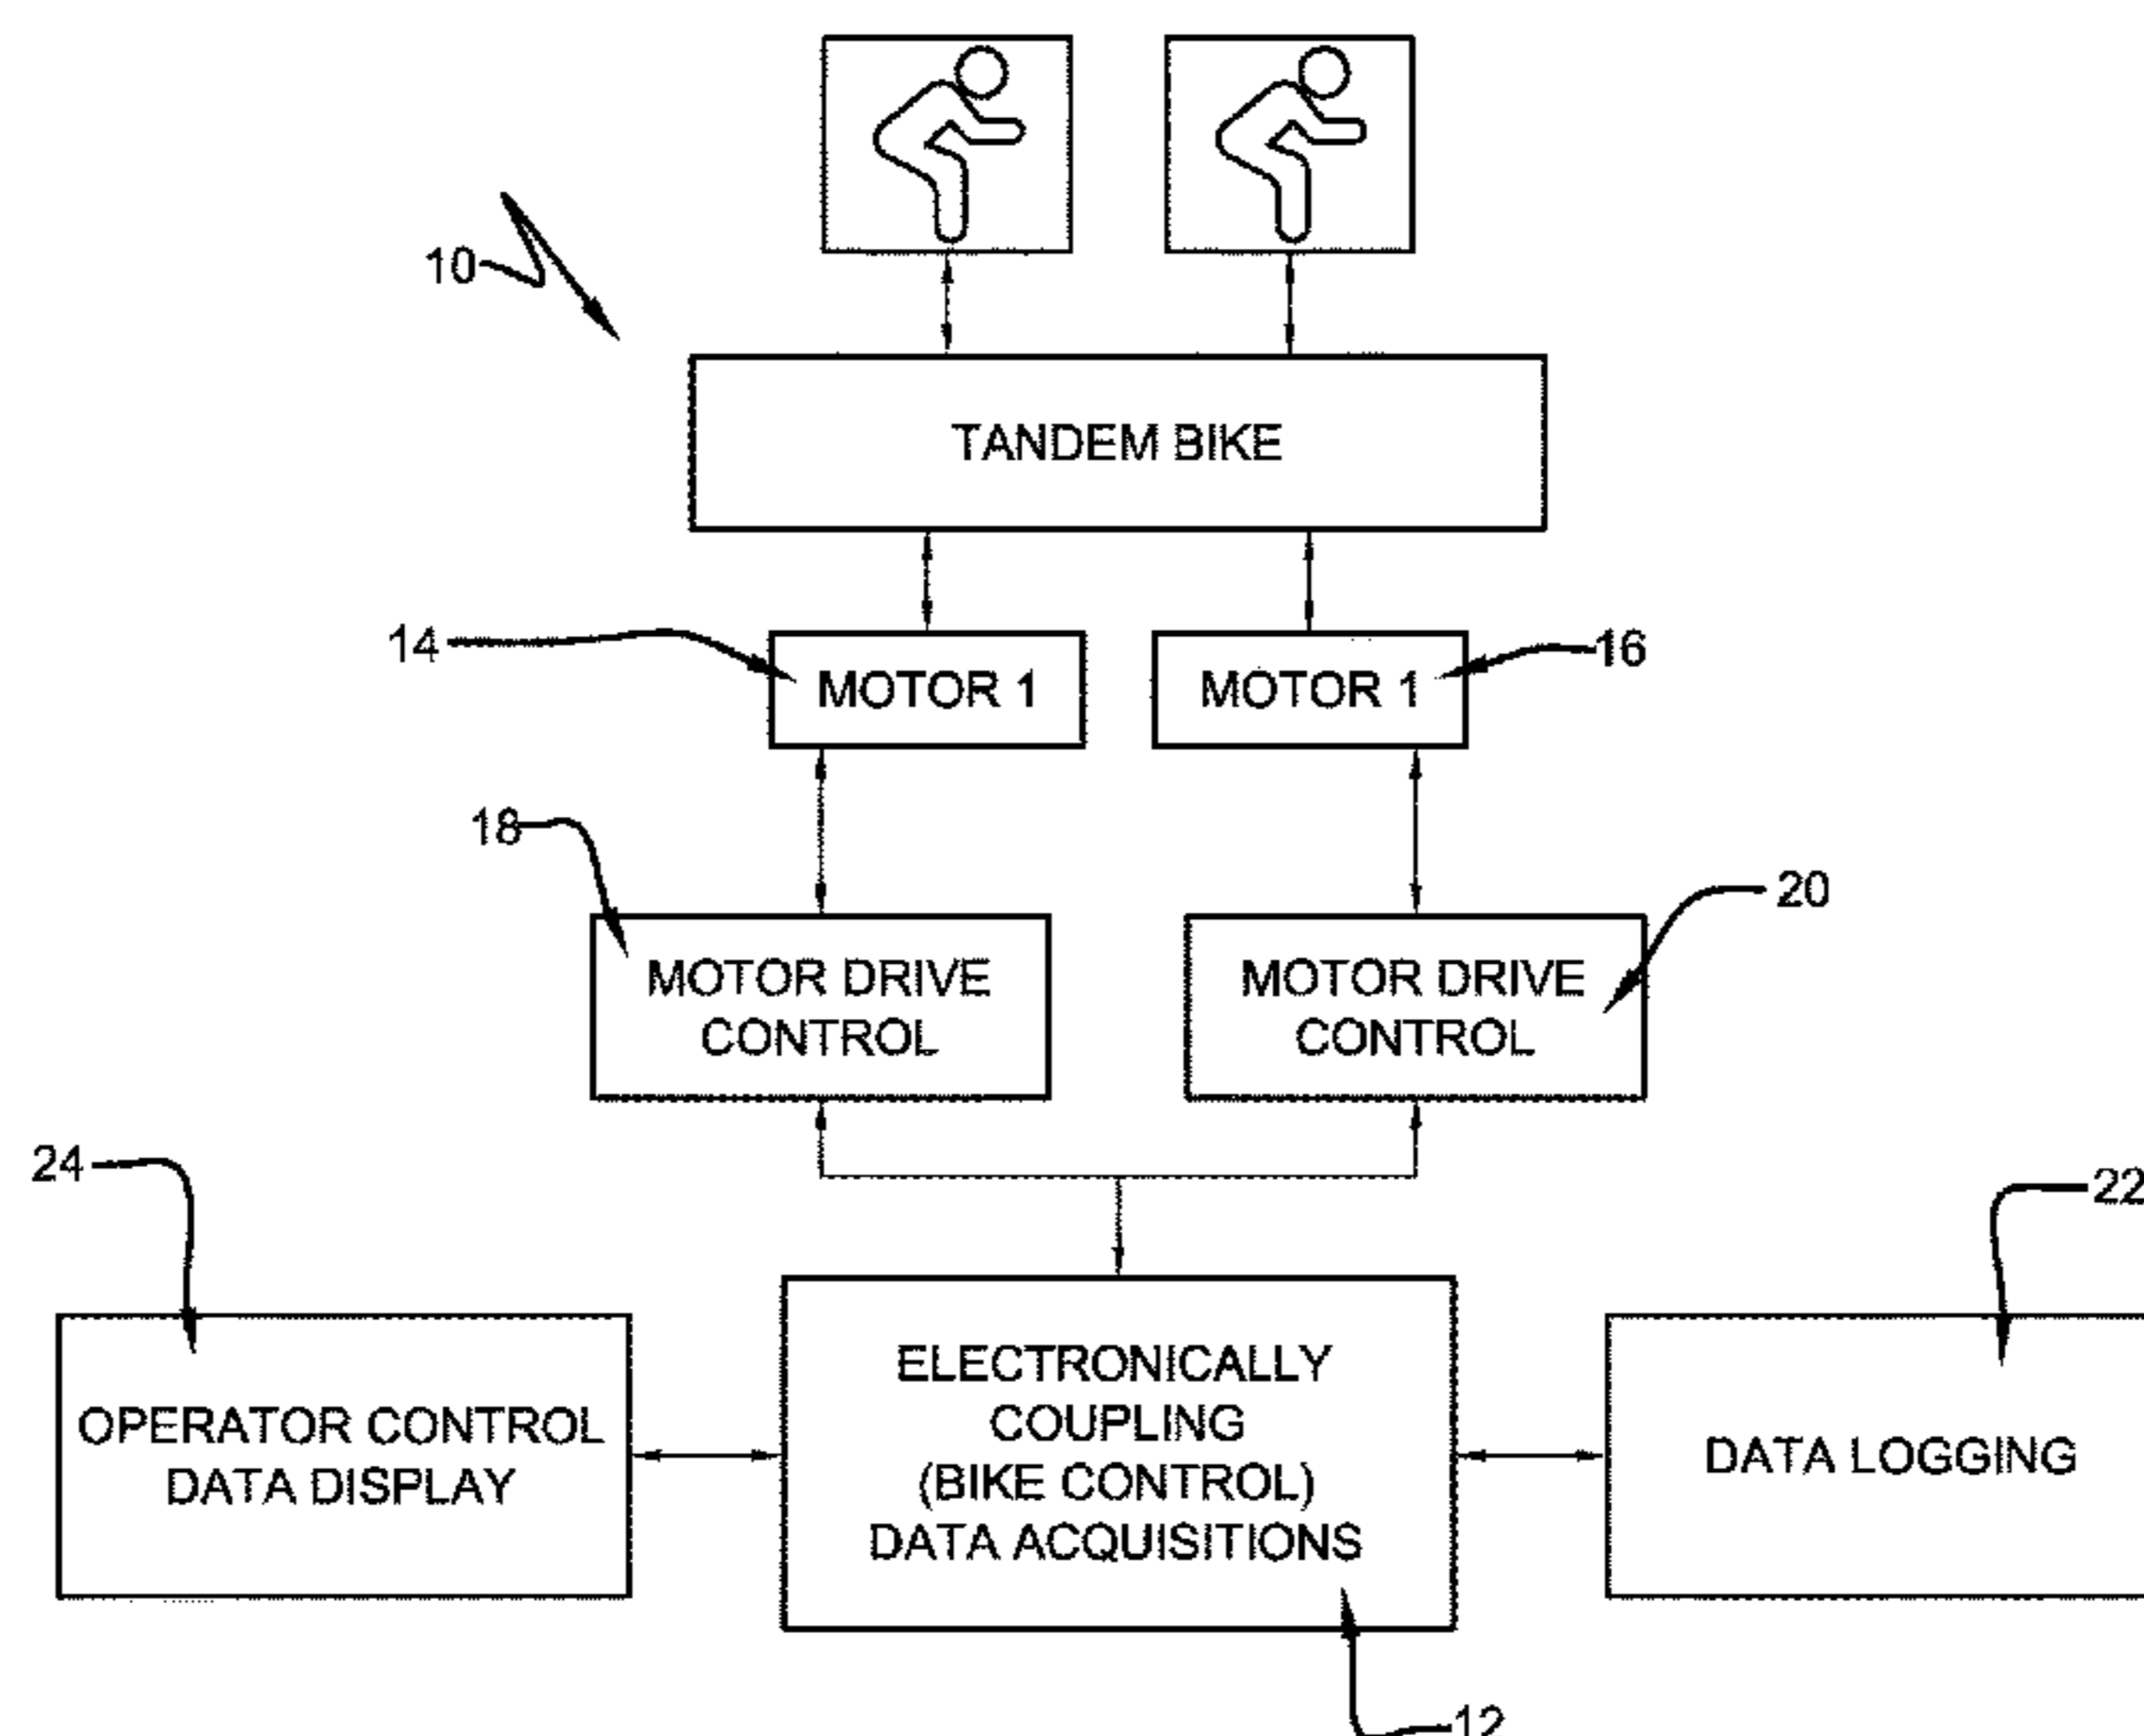 10
TANDEM BIKE
14
MOTOR 1
MOTOR 1
16
18
MOTOR DRIVE
CONTROL
MOTOR DRIVE
CONTROL
20
24
22
OPERATOR CONTROL
DATA DISPLAY
ELECTRONICALLY
COUPLING
(BIKE CONTROL)
DATA ACQUISITIONS
DATA LOGGING
12